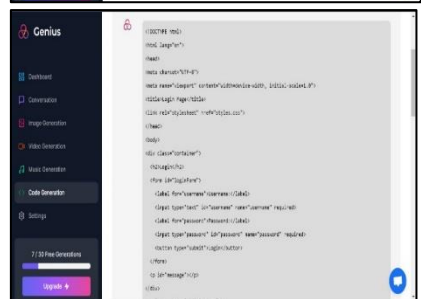 Genius
Dashboard
Conversation
Image Generation
Video Generation
Music Generation
Code Generation
Settings
7 / 30 Free Generations
Upgrade
<!DOCTYPE html>
<html lang="en">
<head>
<meta charset="UTF-8">
<meta name="viewport" content="width=device-width, initial-scale=1.0">
<title>Login Page</title>
<link rel="stylesheet" href="styles.css">
</head>
<body>
<div class="container">
<h1>Login</h1>
<form id="loginForm">
<label for="username">Username:</label>
<input type="text" id="username" name="username" required>
<label for="password">Password:</label>
<input type="password" id="password" name="password" required>
<button type="submit">Login</button>
</form>
<p id="message"></p>
</div>